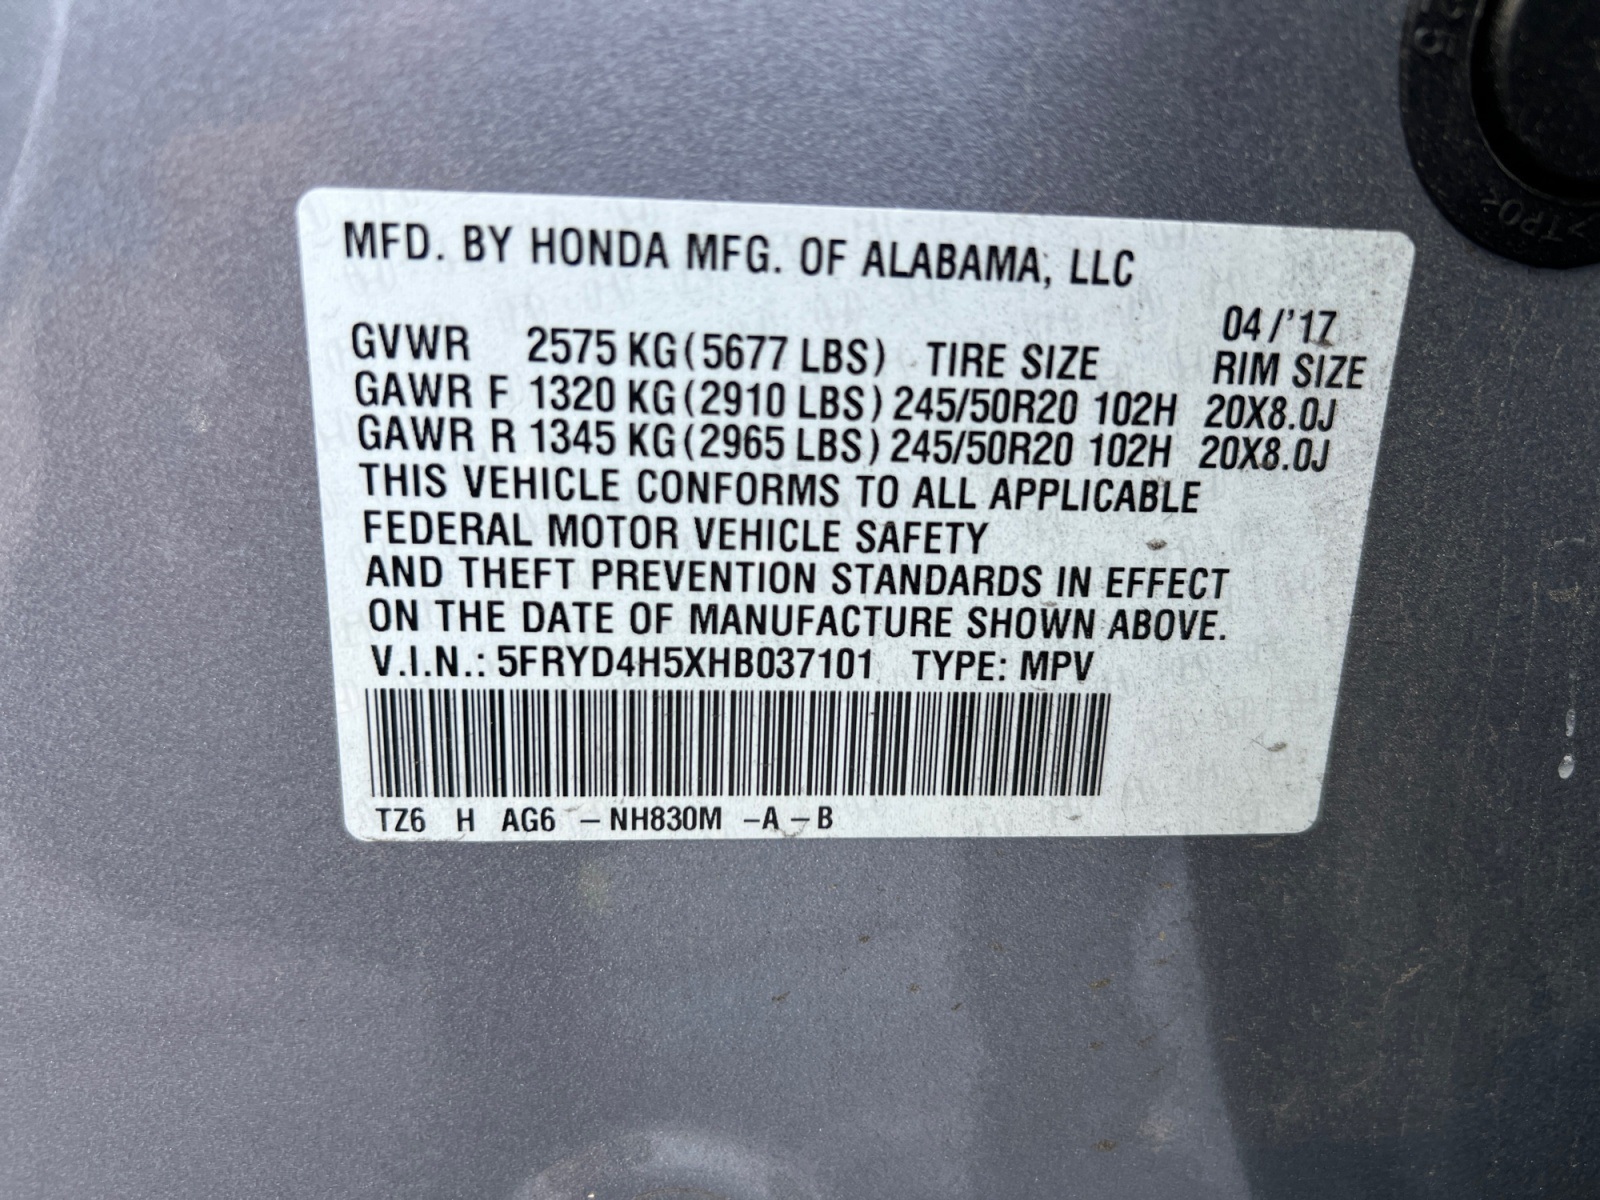 MFD. BY HONDA MFG. OF ALABAMA, LLC
04/'17
GVWR 2575 KG(5677 LBS) TIRE SIZE RIM SIZE
GAWR F 1320 KG(2910 LBS) 245/50R20 102H 20X8.0J
GAWR R 1345 KG(2965 LBS) 245/50R20 102H 20X8.0J
THIS VEHICLE CONFORMS TO ALL APPLICABLE
FEDERAL MOTOR VEHICLE SAFETY
AND THEFT PREVENTION STANDARDS IN EFFECT
ON THE DATE OF MANUFACTURE SHOWN ABOVE.
V.I.N.: 5FRYD4H5XHB037101 TYPE: MPV
TZ6 H AG6 –NH830M –A –B
25